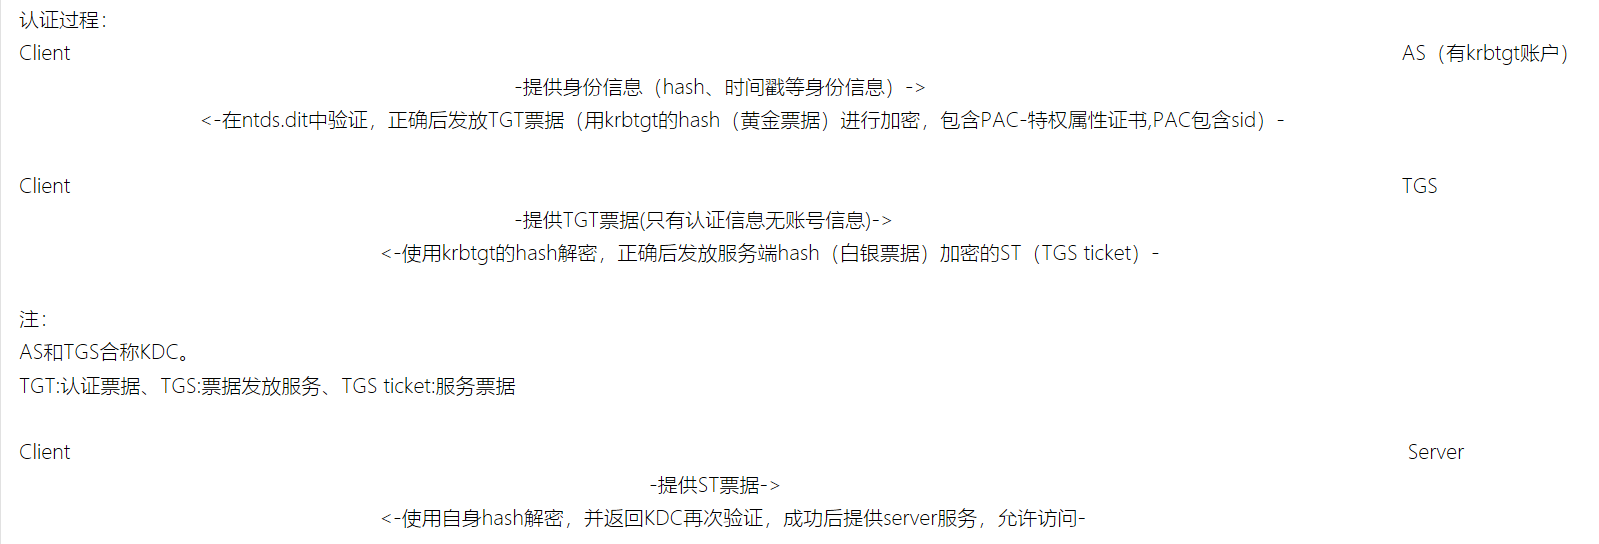 认证过程：
Client AS（有krbtgt账户）
-提供身份信息（hash、时间戳等身份信息）->
<-在ntds.dit中验证，正确后发放TGT票据（用krbtgt的hash（黄金票据）进行加密，包含PAC-特权属性证书,PAC包含sid）-
Client TGS
-提供TGT票据(只有认证信息无账号信息)->
<-使用krbtgt的hash解密，正确后发放服务端hash（白银票据）加密的ST（TGS ticket）-
注：
AS和TGS合称KDC。
TGT:认证票据、TGS:票据发放服务、TGS ticket:服务票据
Client Server
-提供ST票据->
<-使用自身hash解密，并返回KDC再次验证，成功后提供server服务，允许访问-